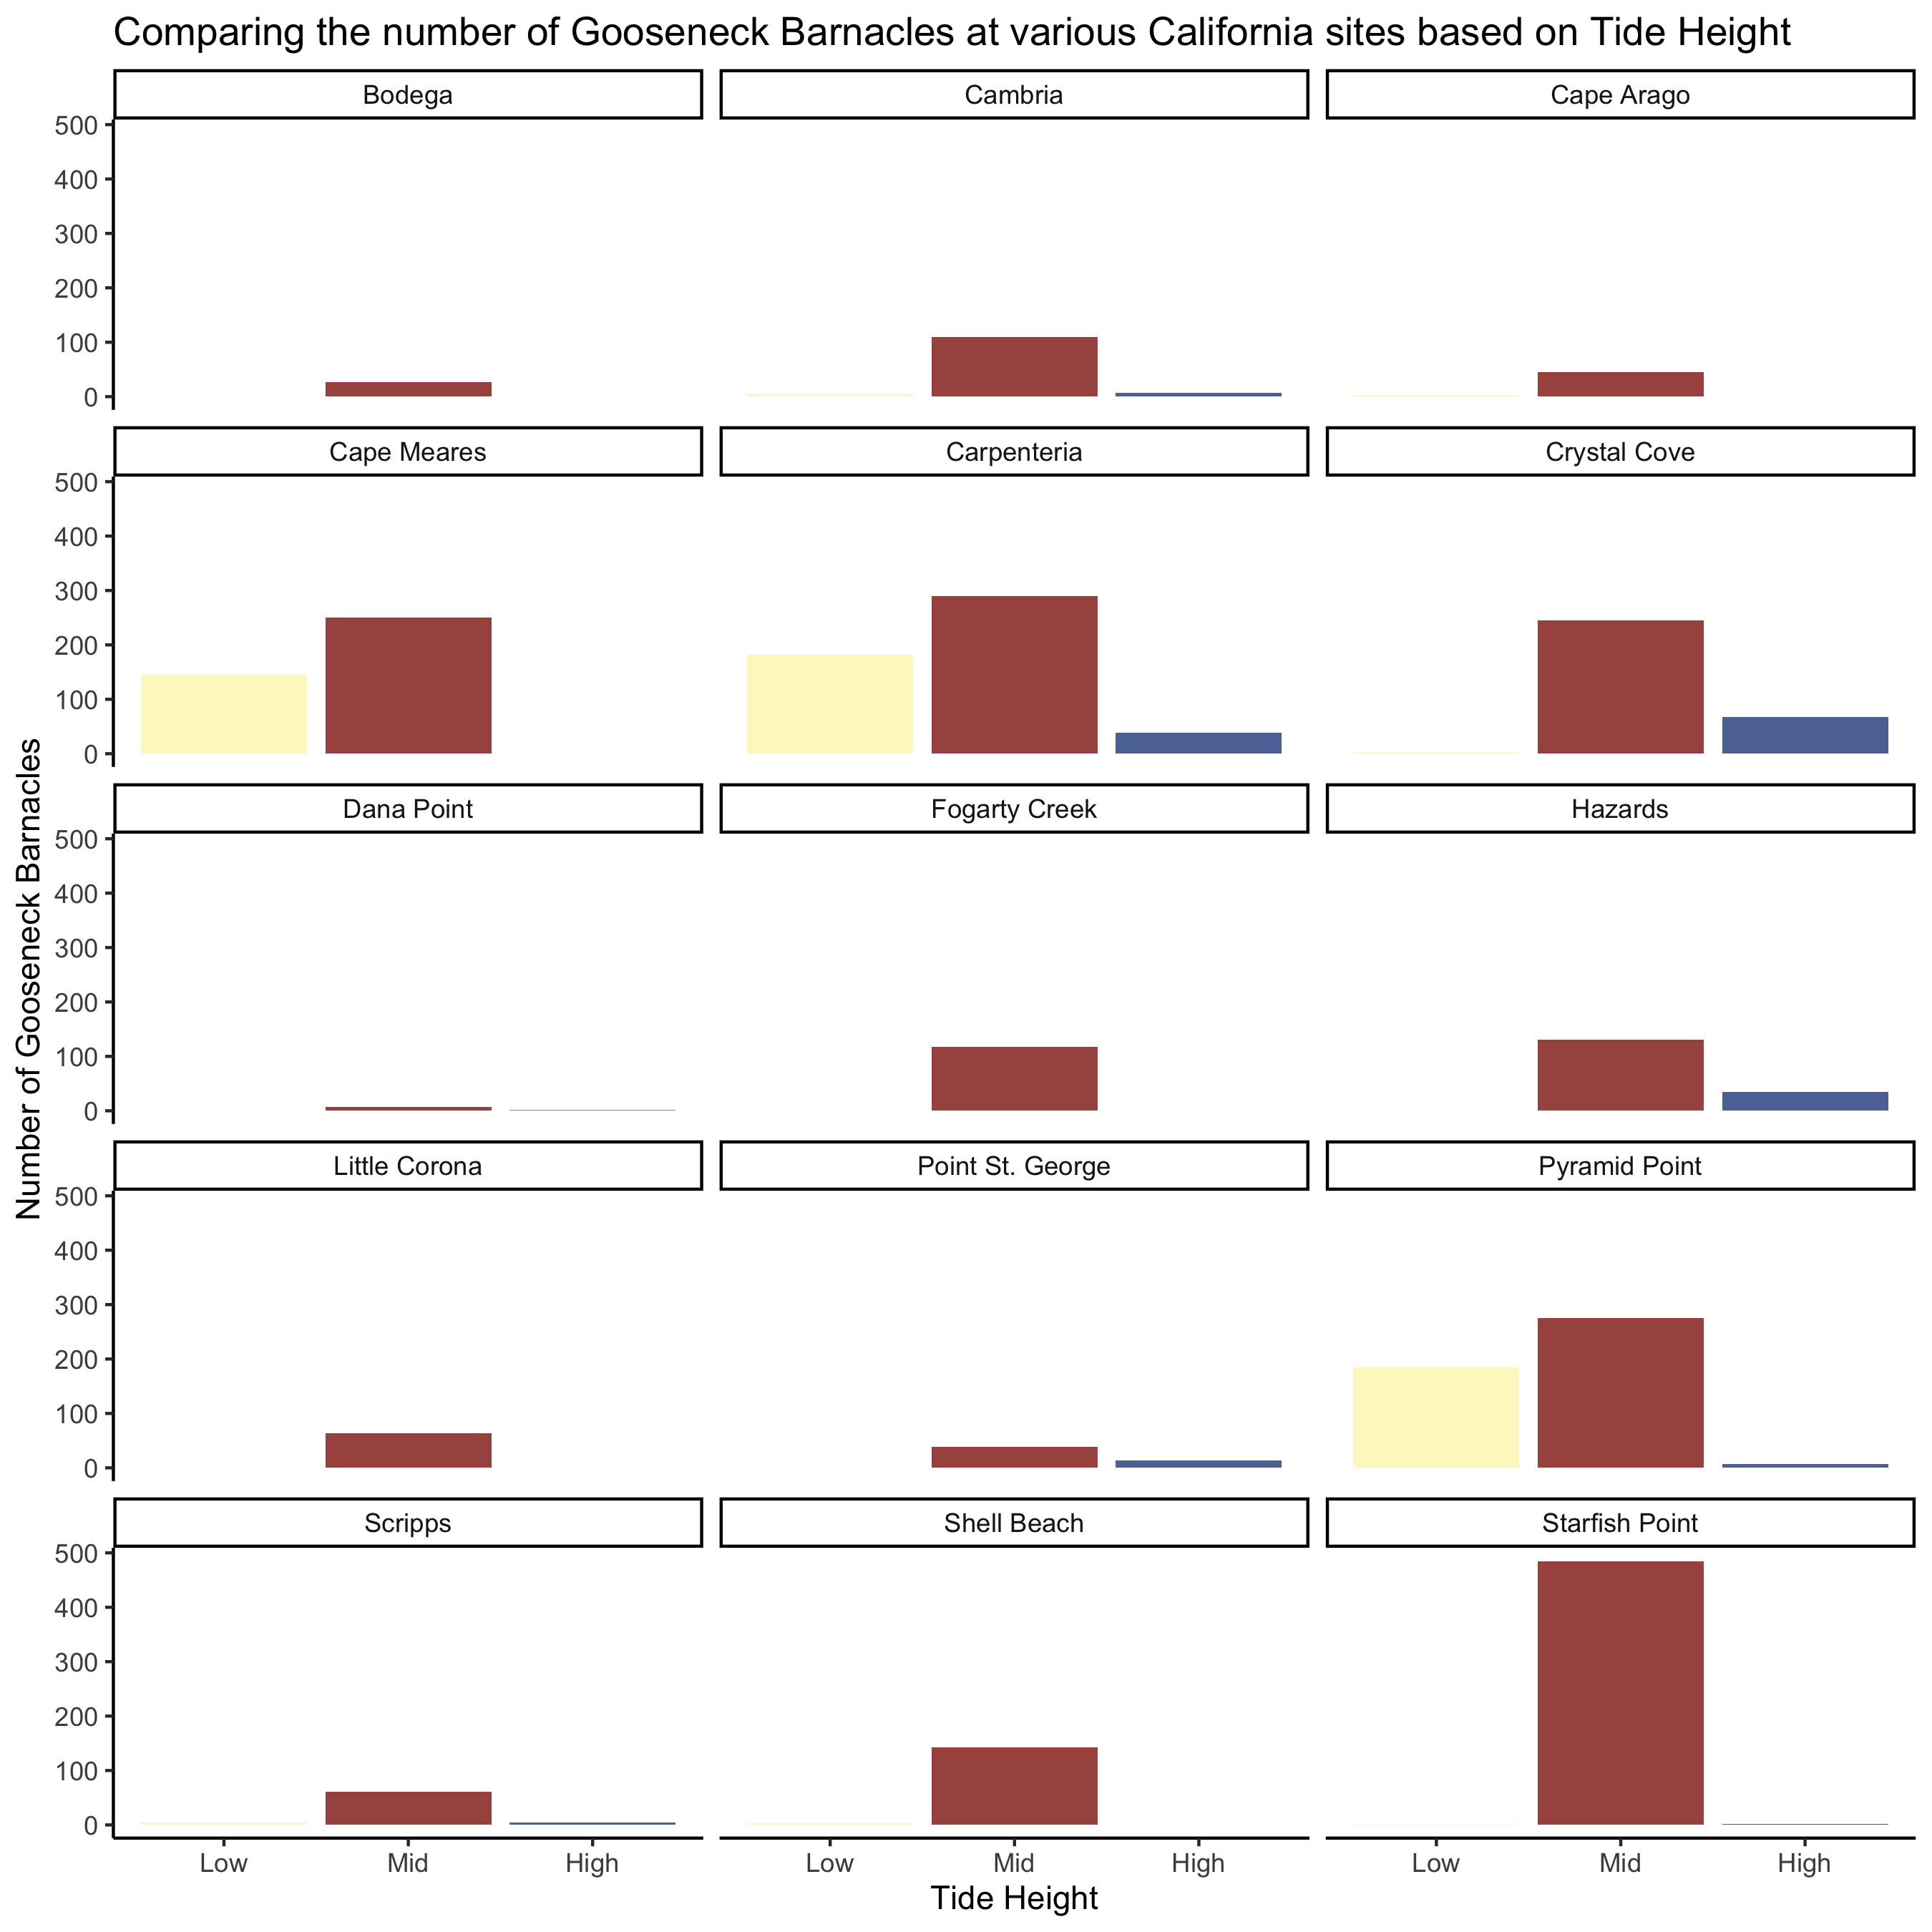 Comparing the number of Gooseneck Barnacles at various California sites based on Tide Height
Bodega
Cambria
Cape Arago
500
400
300
200
100
0
Cape Meares
Carpenteria
Crystal Cove
500
400
300
200
100
0
Dana Point
Fogarty Creek
Hazards
500
400
300
200
100
0
Little Corona
Point St. George
Pyramid Point
500
400
300
200
100
0
Scripps
Shell Beach
Starfish Point
500
400
300
200
100
0
Low Mid High
Low Mid High
Low Mid High
Tide Height
Number of Gooseneck Barnacles